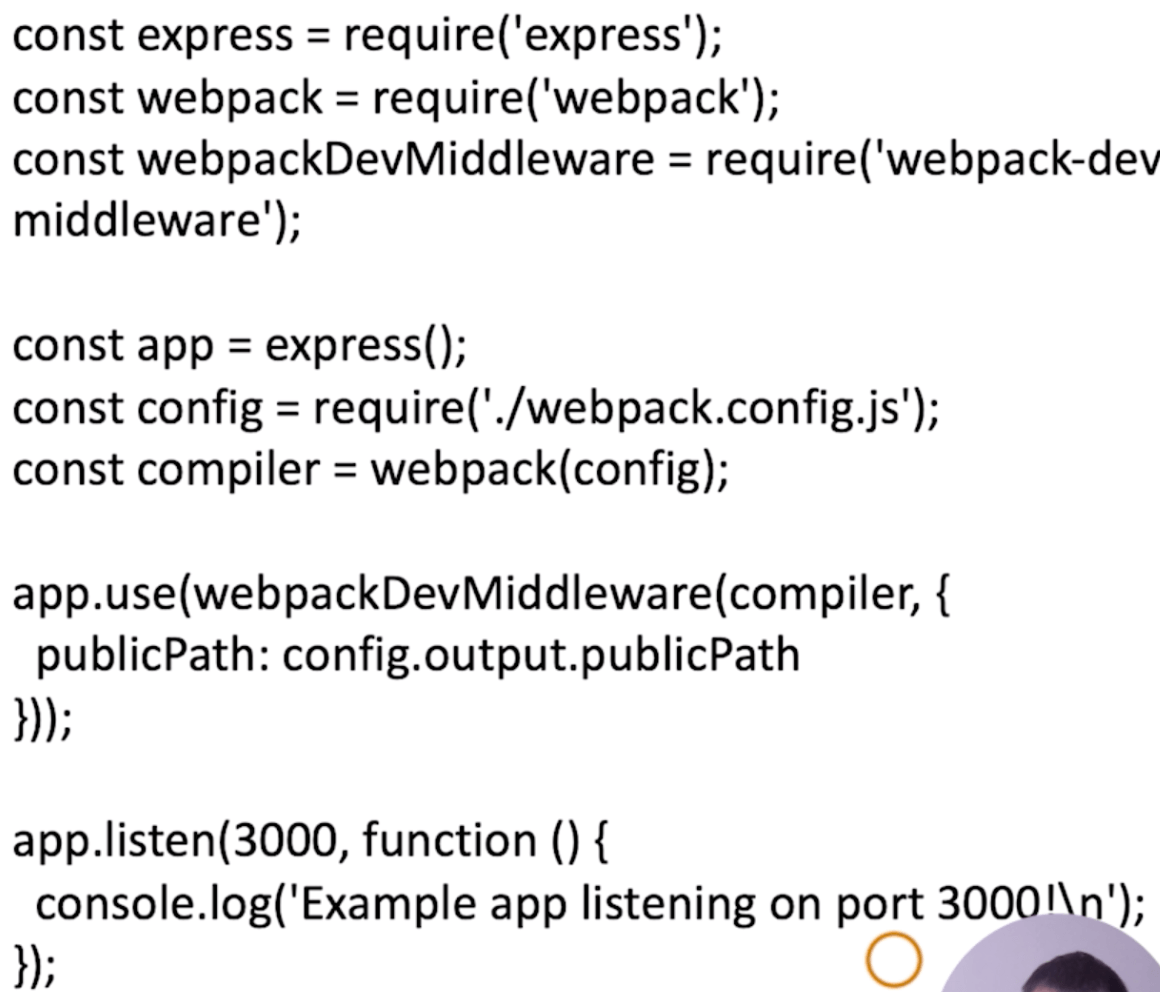 const express = require('express');
const webpack = require('webpack');
const webpackDevMiddleware = require('webpack-dev
middleware');
const app = express();
const config = require('./webpack.config.js');
const compiler = webpack(config);
app.use(webpackDevMiddleware(compiler, {
publicPath: config.output.publicPath
}));
app.listen(3000, function () {
console.log('Example app listening on port 3000!\n');
});